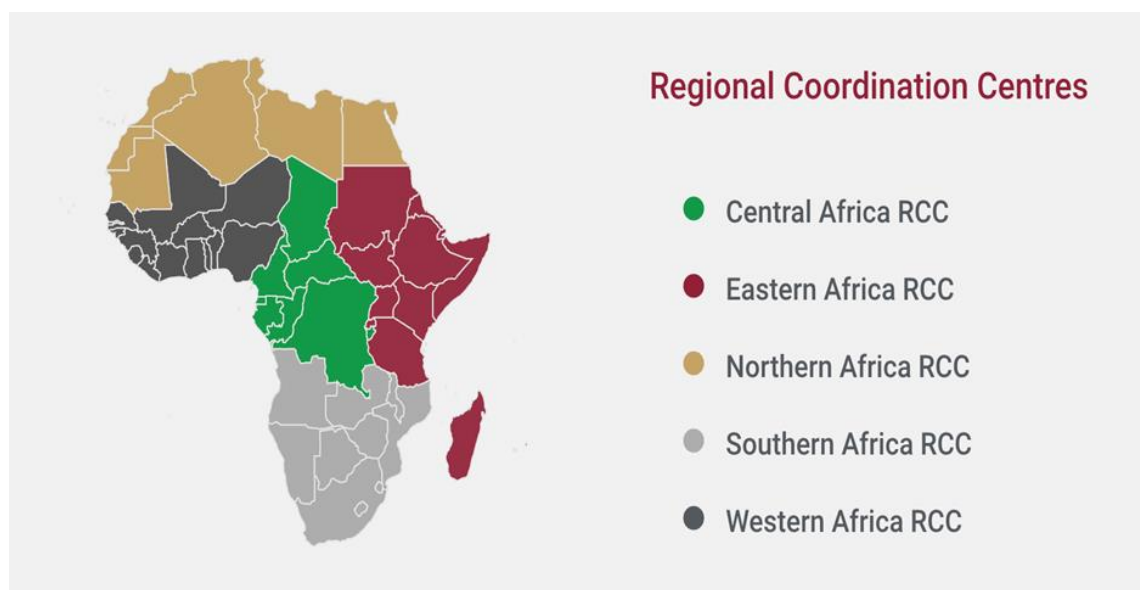 Regional Coordination Centres
Central Africa RCC
Eastern Africa RCC
Northern Africa RCC
Southern Africa RCC
Western Africa RCC